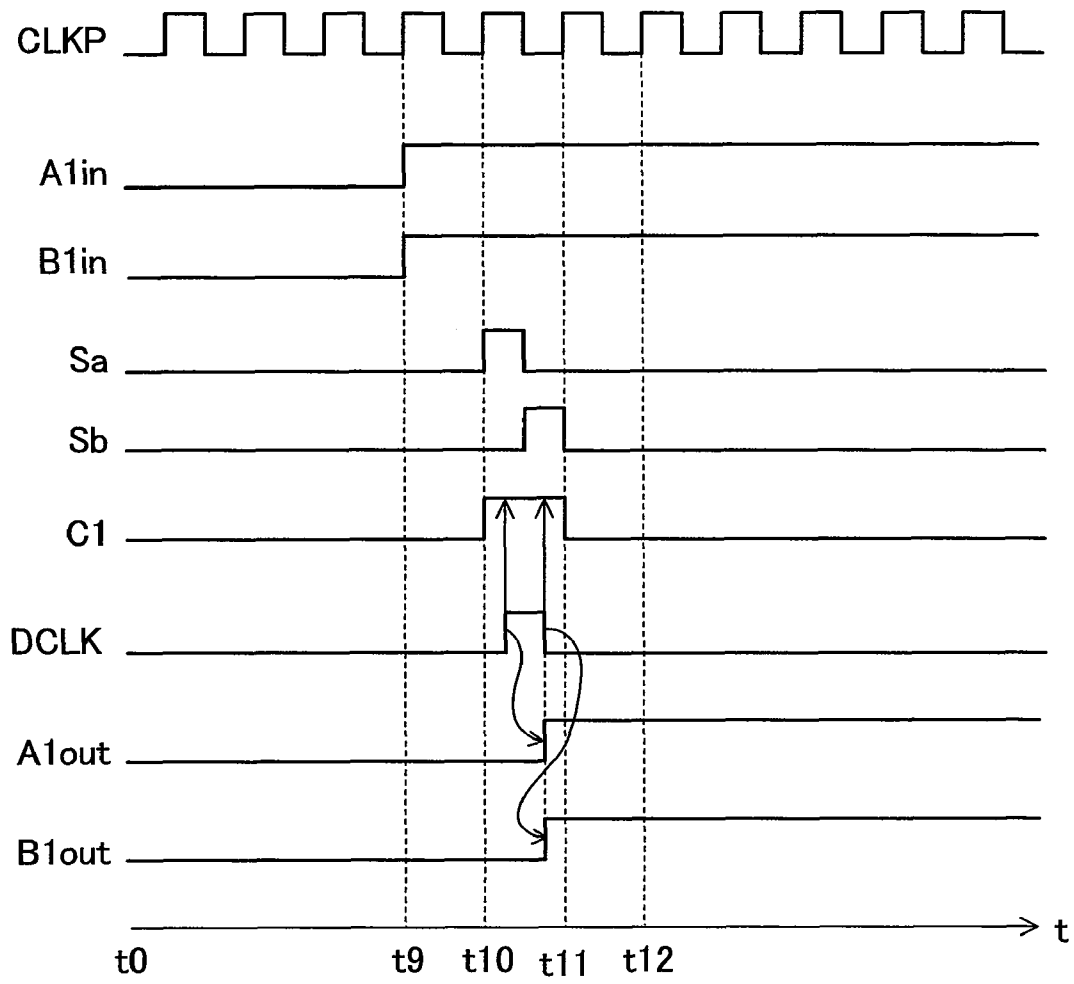 CLKP
A1in
B1in
Sa
Sb
C1
DCLK
A1out
B1out
t
t0 t9 t10 t11 t12